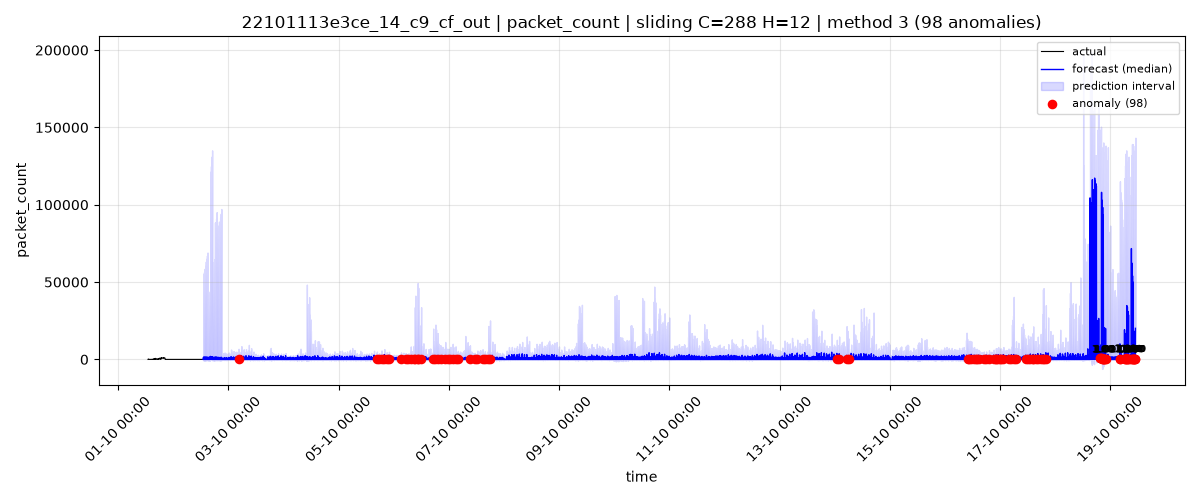 22101113e3ce_14_c9_cf_out | packet_count | sliding C=288 H=12 | method 3 (98 anomalies)
actual
forecast (median)
prediction interval
anomaly (98)
packet_count
200000
150000
100000
50000
0
01-10 00:00
03-10 00:00
05-10 00:00
07-10 00:00
09-10 00:00
11-10 00:00
13-10 00:00
15-10 00:00
17-10 00:00
19-10 00:00
time